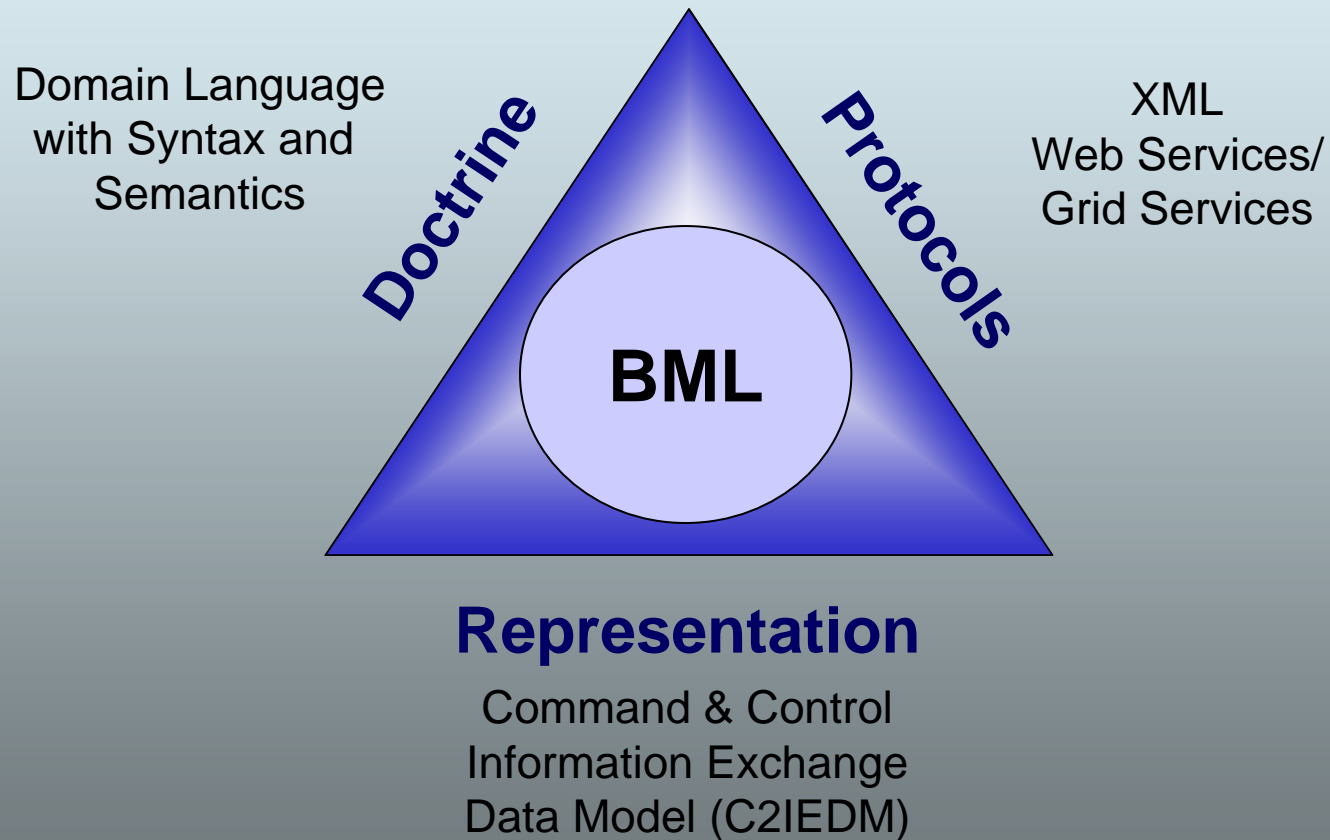 Domain Language
with Syntax and
Semantics
Doctrine
Protocols
XML
Web Services/
Grid Services
BML
Representation
Command & Control
Information Exchange
Data Model (C2IEDM)